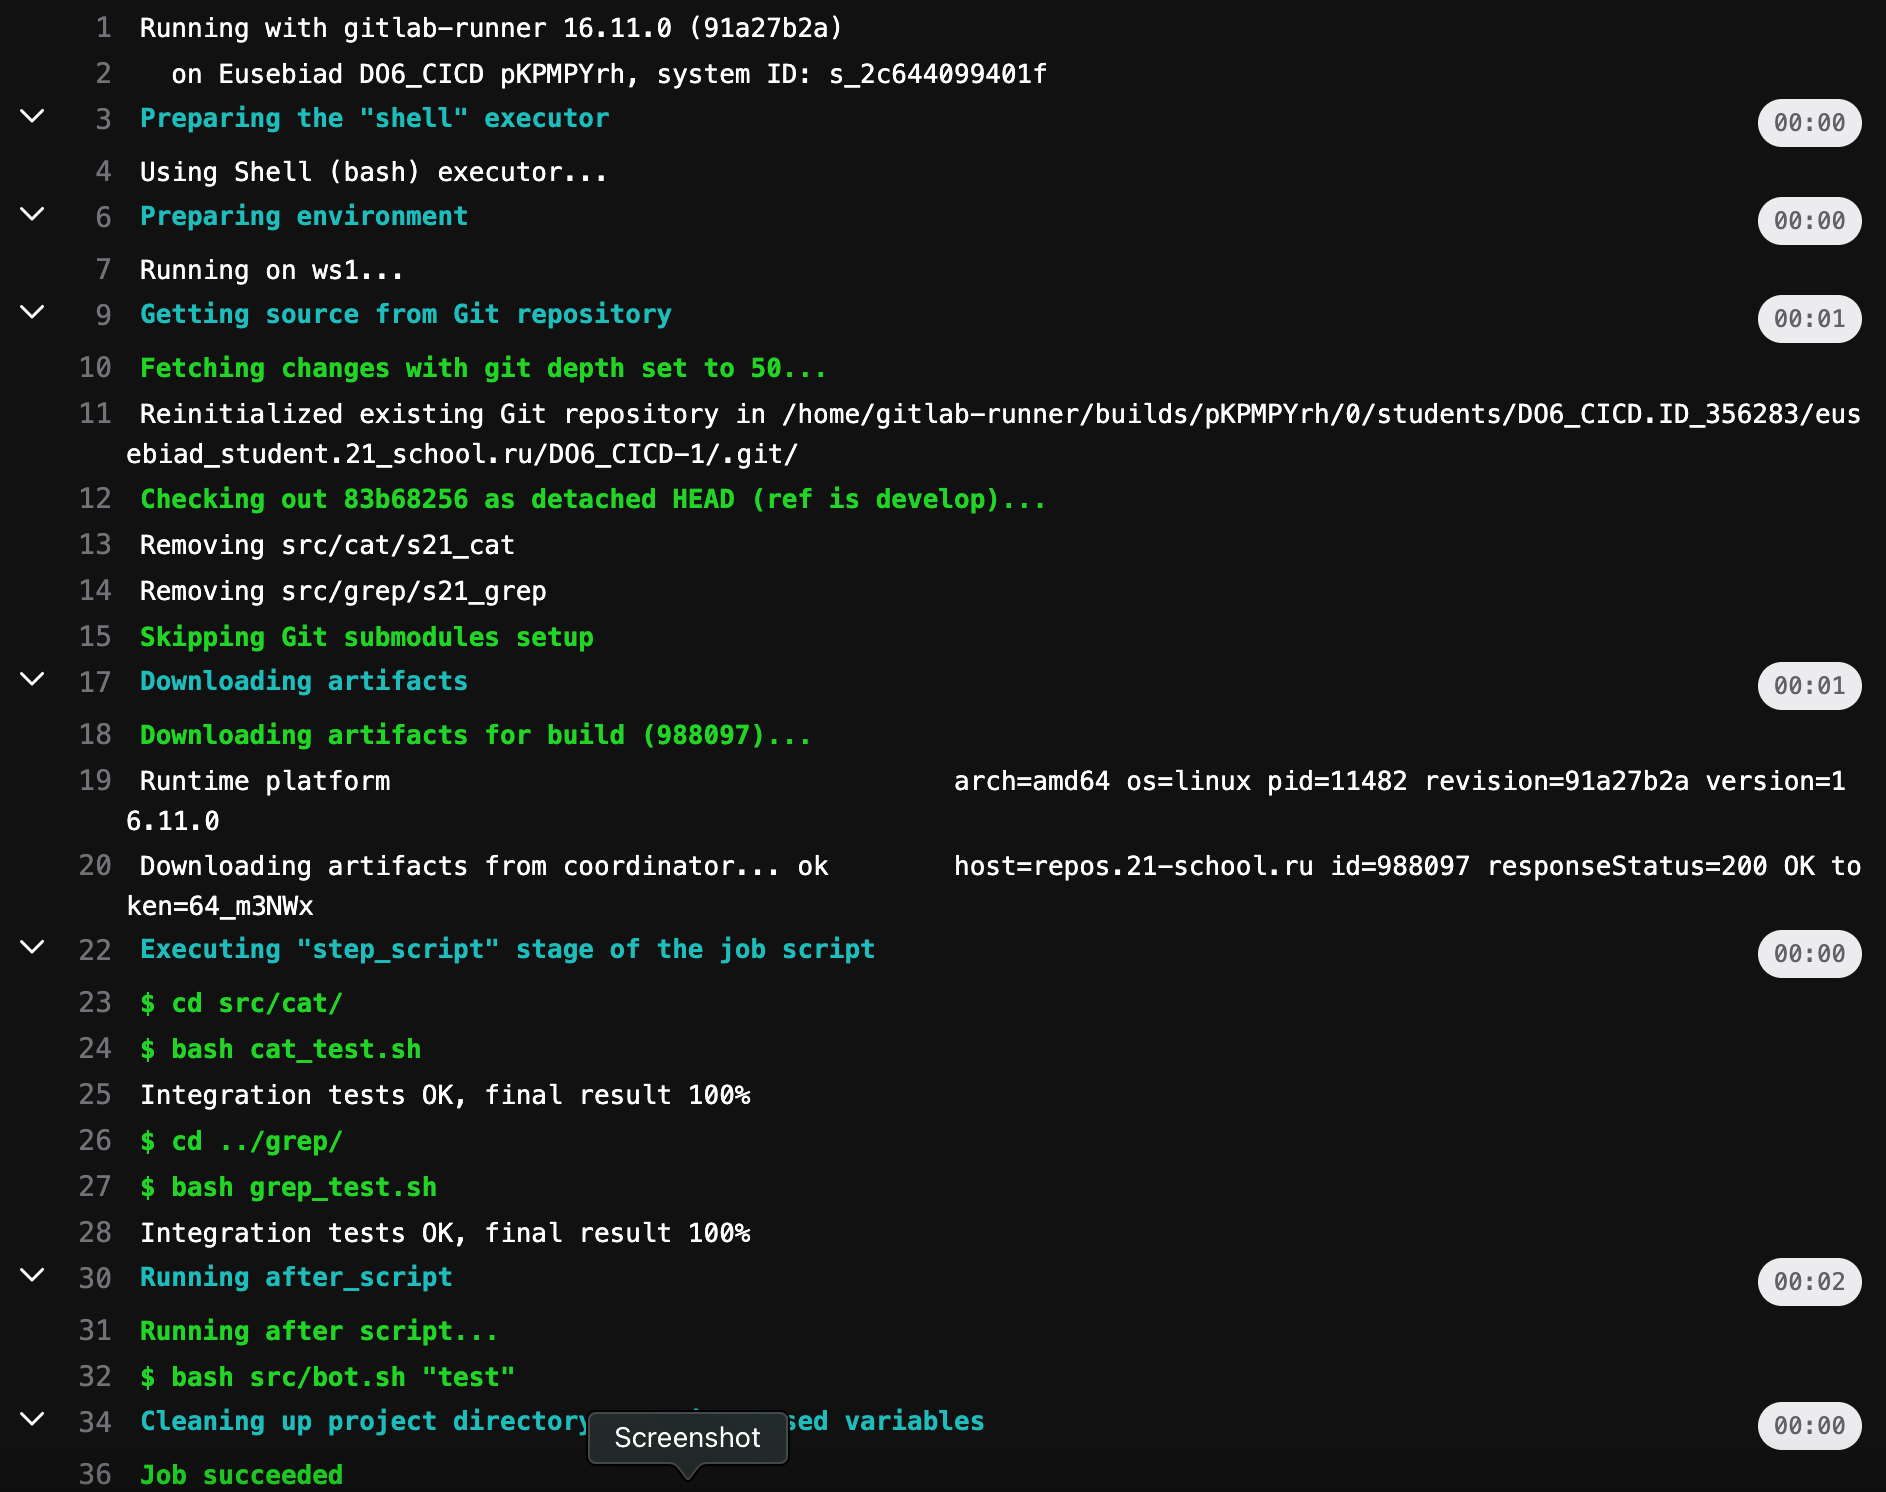 1 Running with gitlab-runner 16.11.0 (91a27b2a)
2 on Eusebiad DO6_CICD pKPMPYrh, system ID: s_2c644099401f
3 Preparing the "shell" executor 00:00
4 Using Shell (bash) executor...
6 Preparing environment 00:00
7 Running on ws1...
9 Getting source from Git repository 00:01
10 Fetching changes with git depth set to 50...
11 Reinitialized existing Git repository in /home/gitlab-runner/builds/pKPMPYrh/0/students/DO6_CICD.ID_356283/eus
ebiad_student.21_school.ru/DO6_CICD-1/.git/
12 Checking out 83b68256 as detached HEAD (ref is develop)...
13 Removing src/cat/s21_cat
14 Removing src/grep/s21_grep
15 Skipping Git submodules setup
17 Downloading artifacts 00:01
18 Downloading artifacts for build (988097)...
19 Runtime platform arch=amd64 os=linux pid=11482 revision=91a27b2a version=1
6.11.0
20 Downloading artifacts from coordinator... ok host=repos.21-school.ru id=988097 responseStatus=200 OK to
ken=64_m3NWx
22 Executing "step_script" stage of the job script 00:00
23 $ cd src/cat/
24 $ bash cat_test.sh
25 Integration tests OK, final result 100%
26 $ cd ../grep/
27 $ bash grep_test.sh
28 Integration tests OK, final result 100%
30 Running after_script 00:02
31 Running after script...
32 $ bash src/bot.sh "test"
34 Cleaning up project directory sed variables 00:00
Screenshot
36 Job succeeded